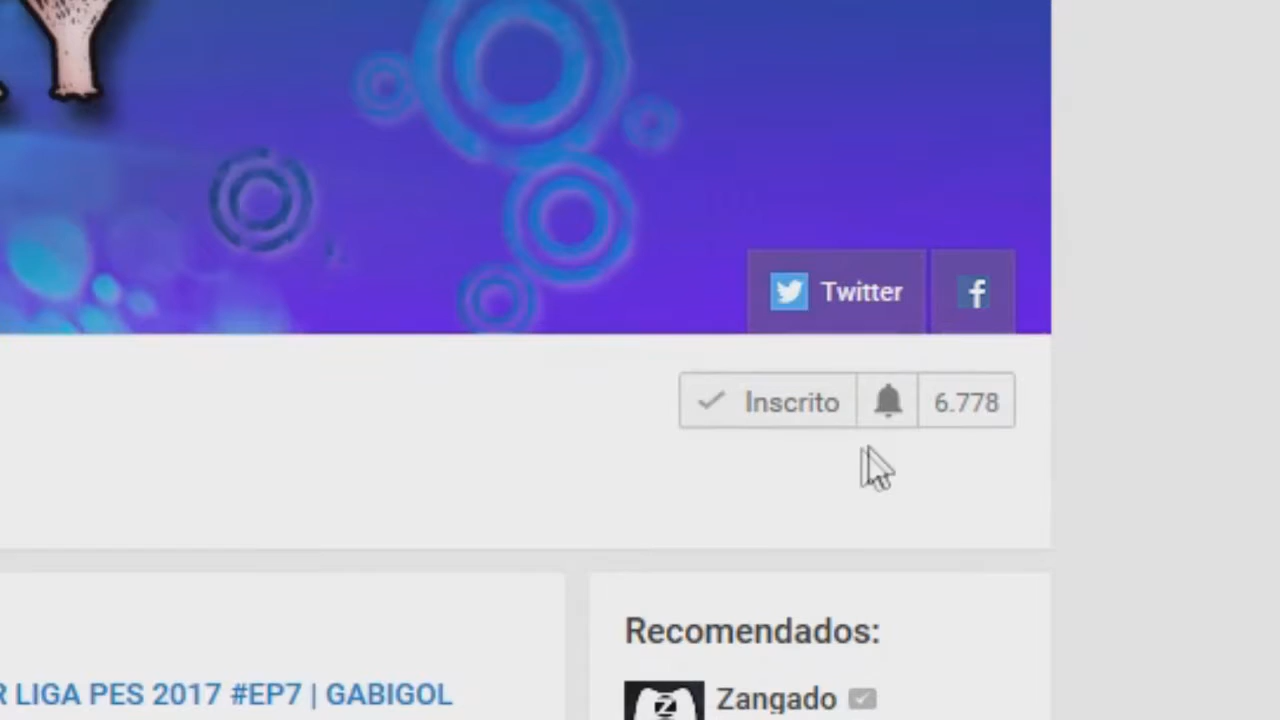 Y
Twitter
Inscrito 6.778
Recomendados:
R LIGA PES 2017 #EP7 | GABIGOL
Zangado